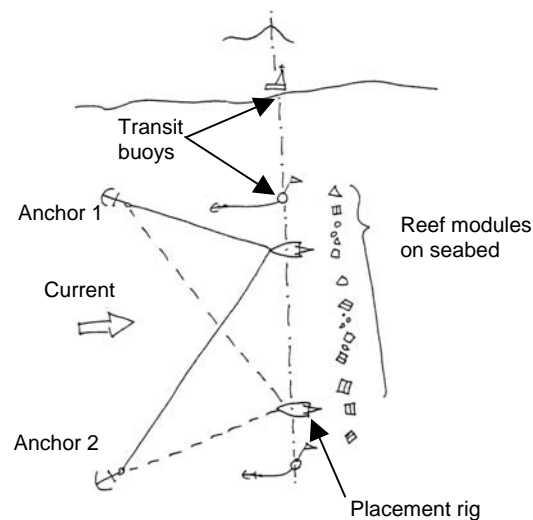 Transit
buoys
Anchor 1
Reef modules
on seabed
Current
Anchor 2
Placement rig